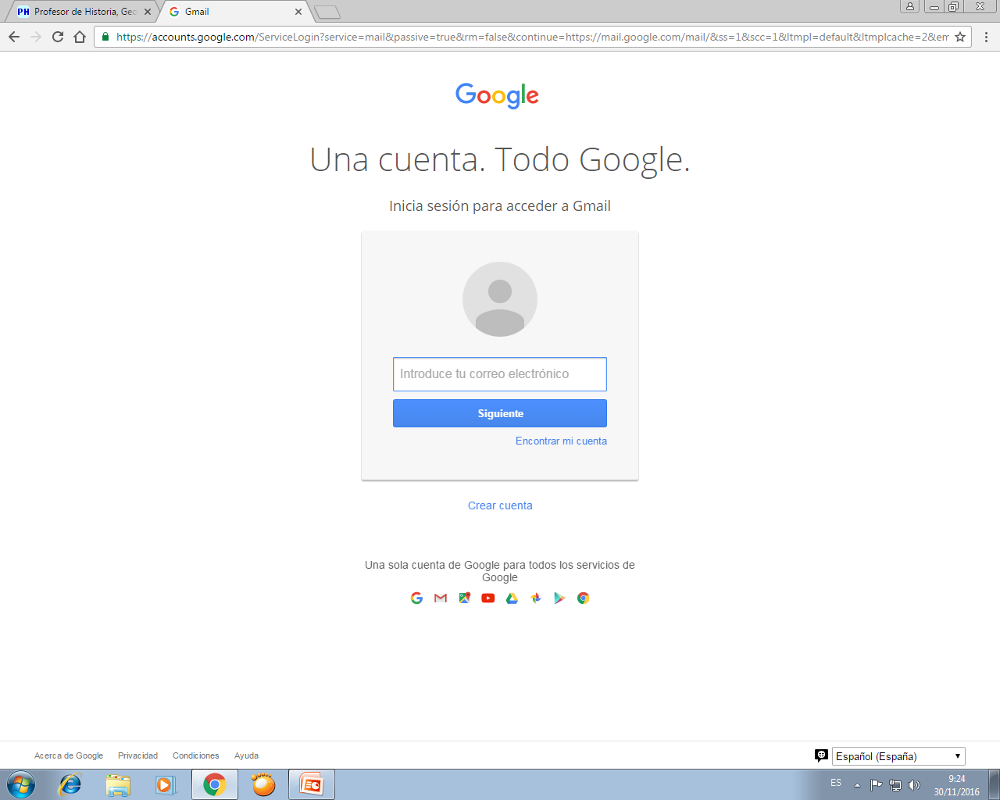 Profesor de Historia, Geo
Gmail
https://accounts.google.com/ServiceLogin?service=mail&passive=true&rm=false&continue=https://mail.google.com/mail/&ss=1&scc=1&ltmpl=default&ltmplcache=2&em
Google
Una cuenta. Todo Google.
Inicia sesión para acceder a Gmail
Introduce tu correo electrónico
Siguiente
Encontrar mi cuenta
Crear cuenta
Una sola cuenta de Google para todos los servicios de
Google
Acerca de Google Privacidad Condiciones Ayuda
Español (España)
ES
9:24
30/11/2016